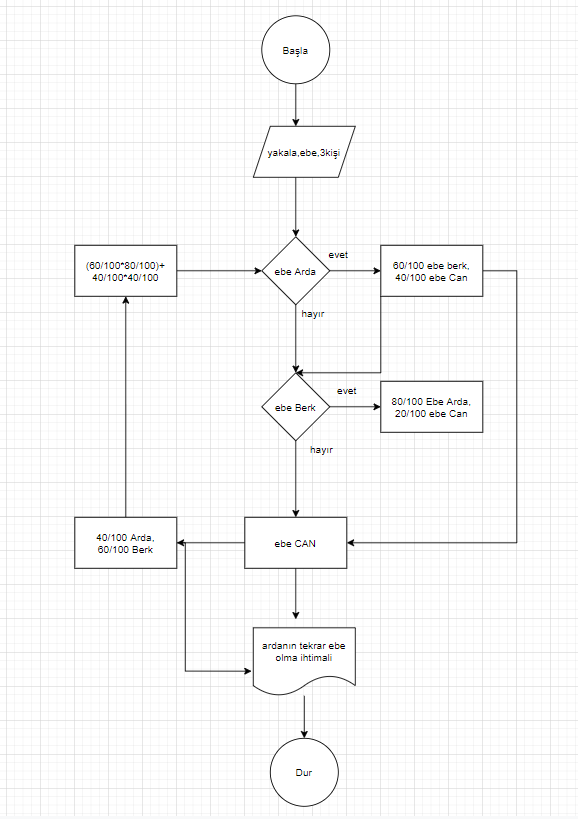 Başla
yakala,ebe,3kişi
(60/100*80/100)+
40/100*40/100
ebe Arda
evet
60/100 ebe berk,
40/100 ebe Can
hayır
ebe Berk
evet
80/100 Ebe Arda,
20/100 ebe Can
hayır
40/100 Arda,
60/100 Berk
ebe CAN
ardanın tekrar ebe
olma ihtimali
Dur